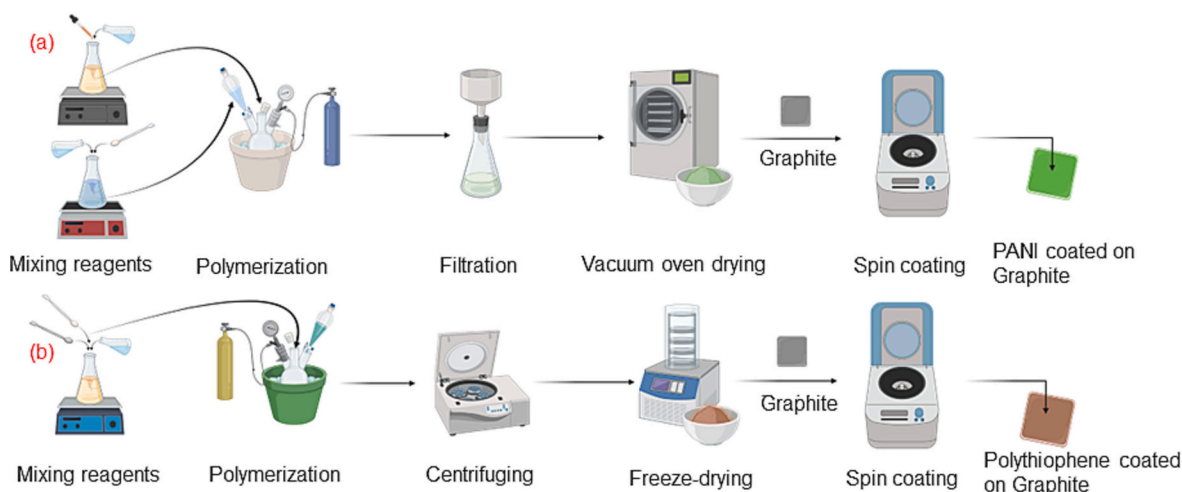 (a)
Graphite
Mixing reagents
Polymerization
Filtration
Vacuum oven drying
Spin coating
PANI coated on
Graphite
(b)
Graphite
Mixing reagents
Polymerization
Centrifuging
Freeze-drying
Spin coating
Polythiophene coated
on Graphite